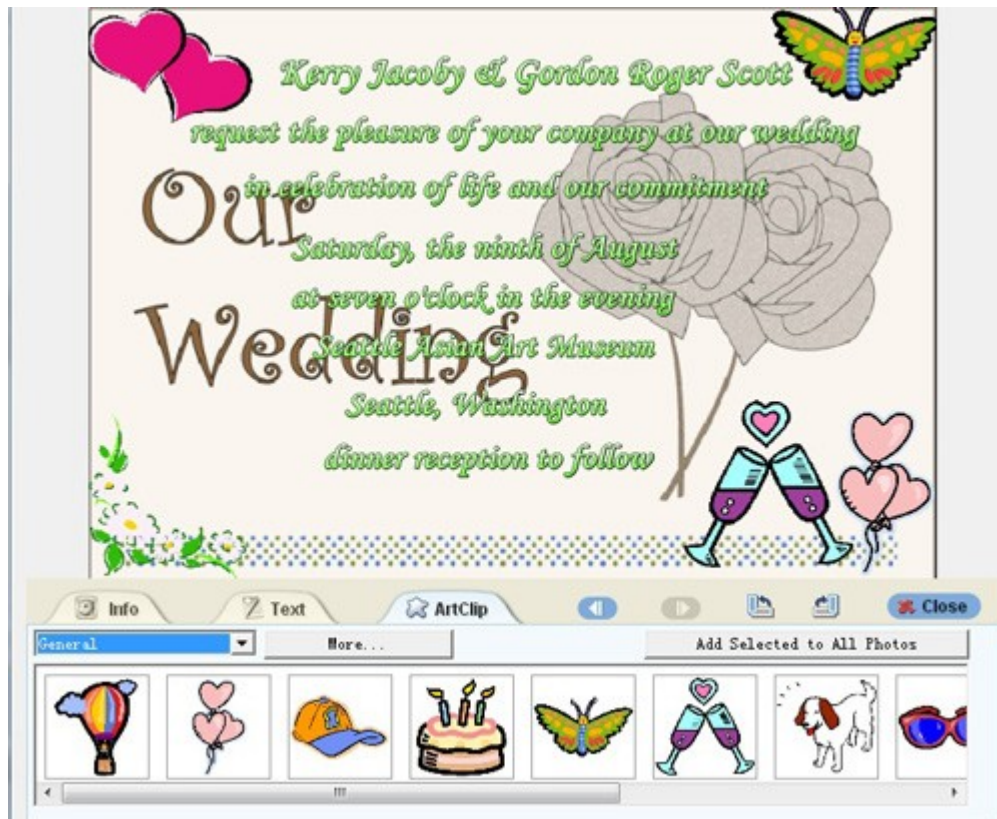 Kerry Jacoby & Gordon Roger Scott
request the pleasure of your company at our wedding
in celebration of life and our commitment
Our
Saturday, the ninth of August
at seven o'clock in the evening
Wedding
Seattle Asian Art Museum
Seattle, Washington
dinner reception to follow
Info
Text
ArtClip
Close
General
More...
Add Selected to All Photos